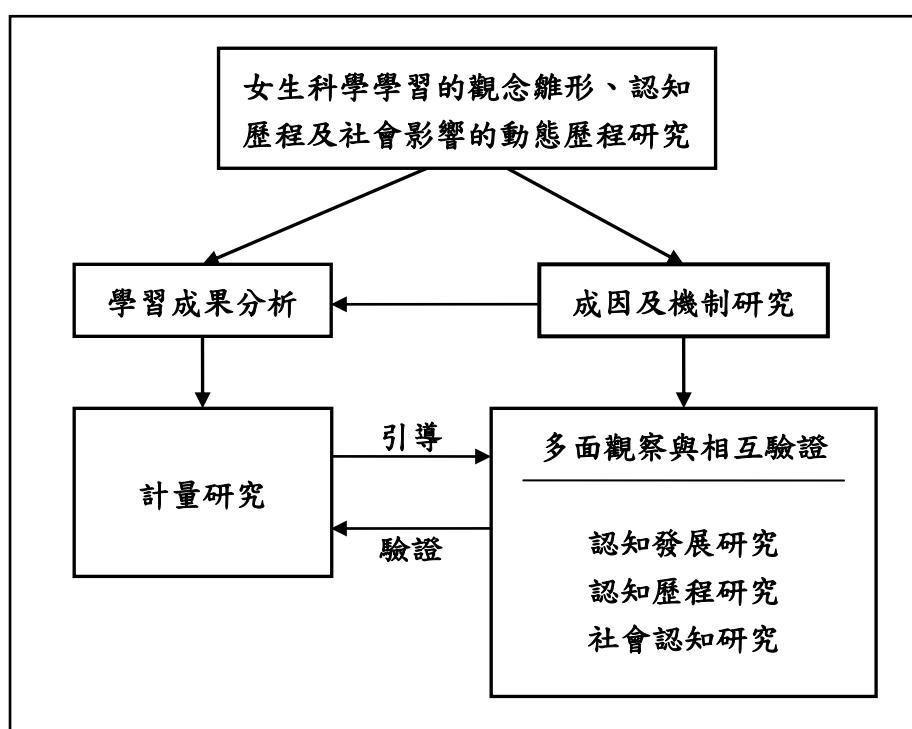 女生科學學習的觀念雛形、認知
歷程及社會影響的動態歷程研究
學習成果分析
成因及機制研究
計量研究
引導
驗證
多面觀察與相互驗證
認知發展研究
認知歷程研究
社會認知研究